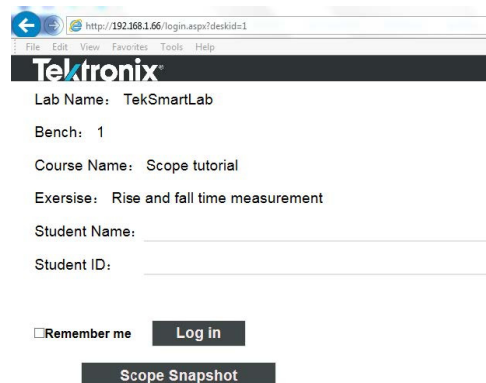 http://192.168.1.66/login.aspx?deskid=1
File Edit View Favorites Tools Help
Tektronix®
Lab Name： TekSmartLab
Bench： 1
Course Name： Scope tutorial
Exersise： Rise and fall time measurement
Student Name：
Student ID：
Remember me Log in
Scope Snapshot